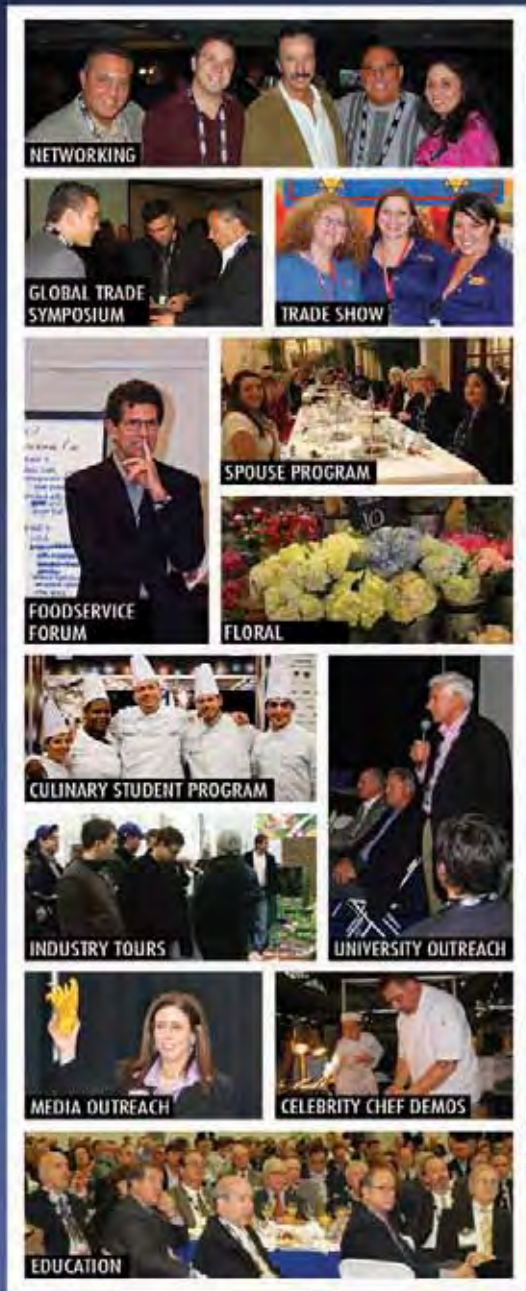 NETWORKING
GLOBAL TRADE
SYMPOSIUM
TRADE SHOW
FOODSERVICE
FORUM
SPOUSE PROGRAM
10
FLORAL
CULINARY STUDENT PROGRAM
INDUSTRY TOURS
UNIVERSITY OUTREACH
MEDIA OUTREACH
CELEBRITY CHEF DEMOS
EDUCATION